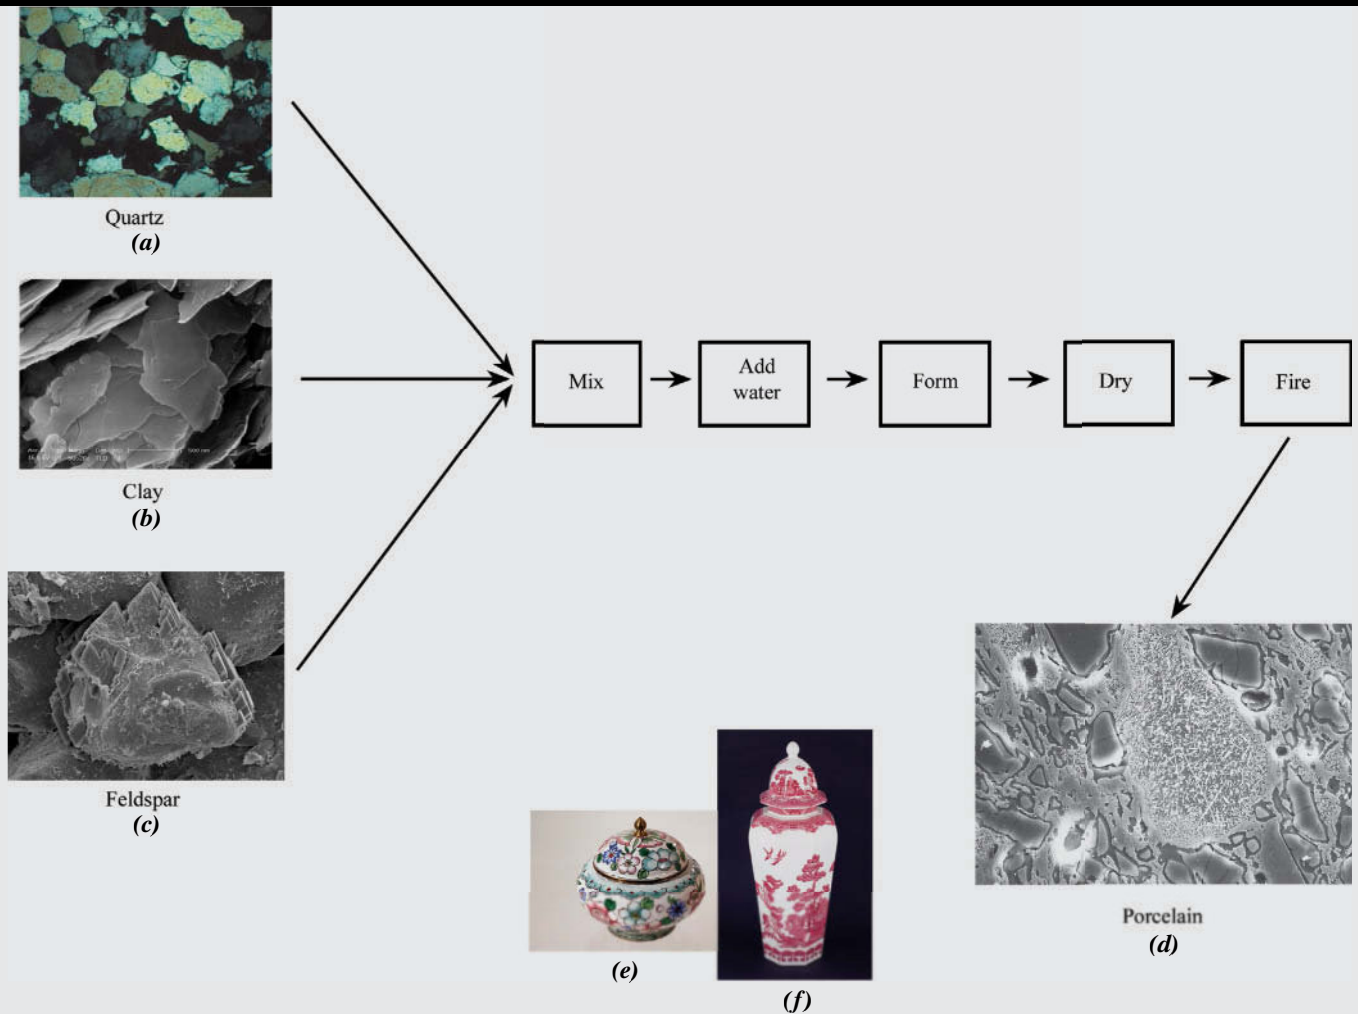 Quartz
(a)
Clay
(b)
Feldspar
(c)
Mix
Add
water
Form
Dry
Fire
Porcelain
(d)
(e)
(f)